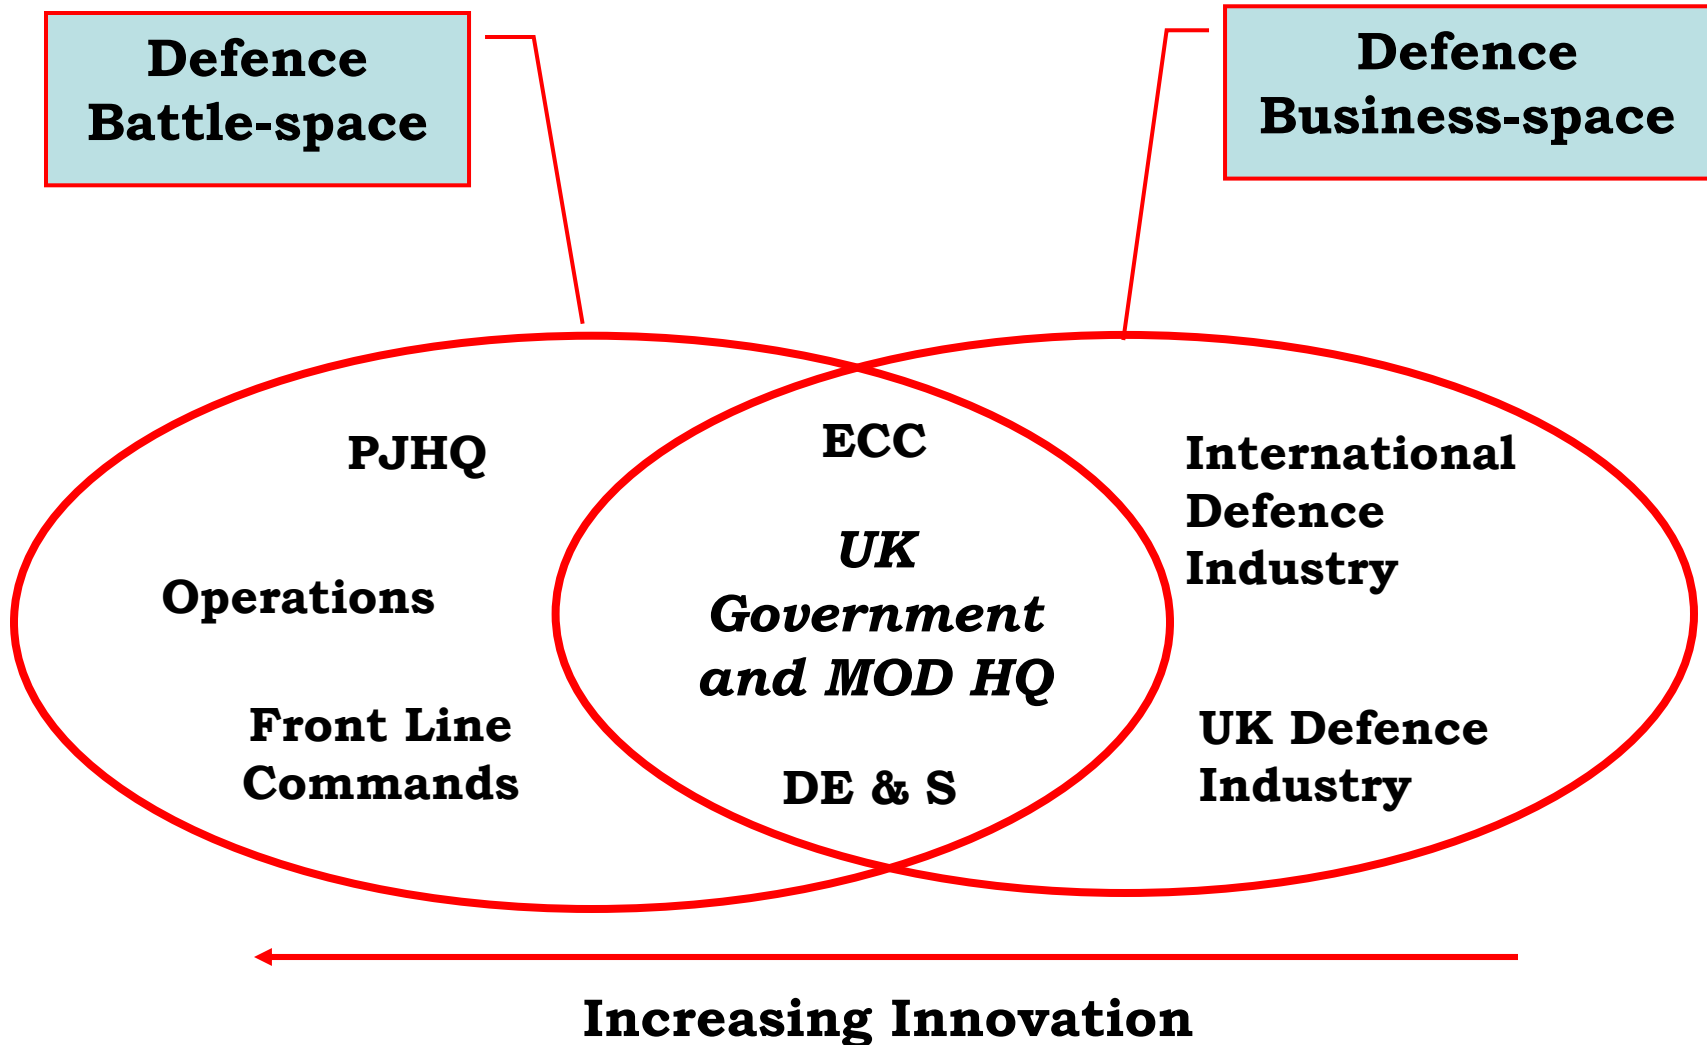 Defence
Battle-space
Defence
Business-space
PJHQ
Operations
Front Line
Commands
ECC
UK
Government
and MOD HQ
DE & S
International
Defence
Industry
UK Defence
Industry
Increasing Innovation